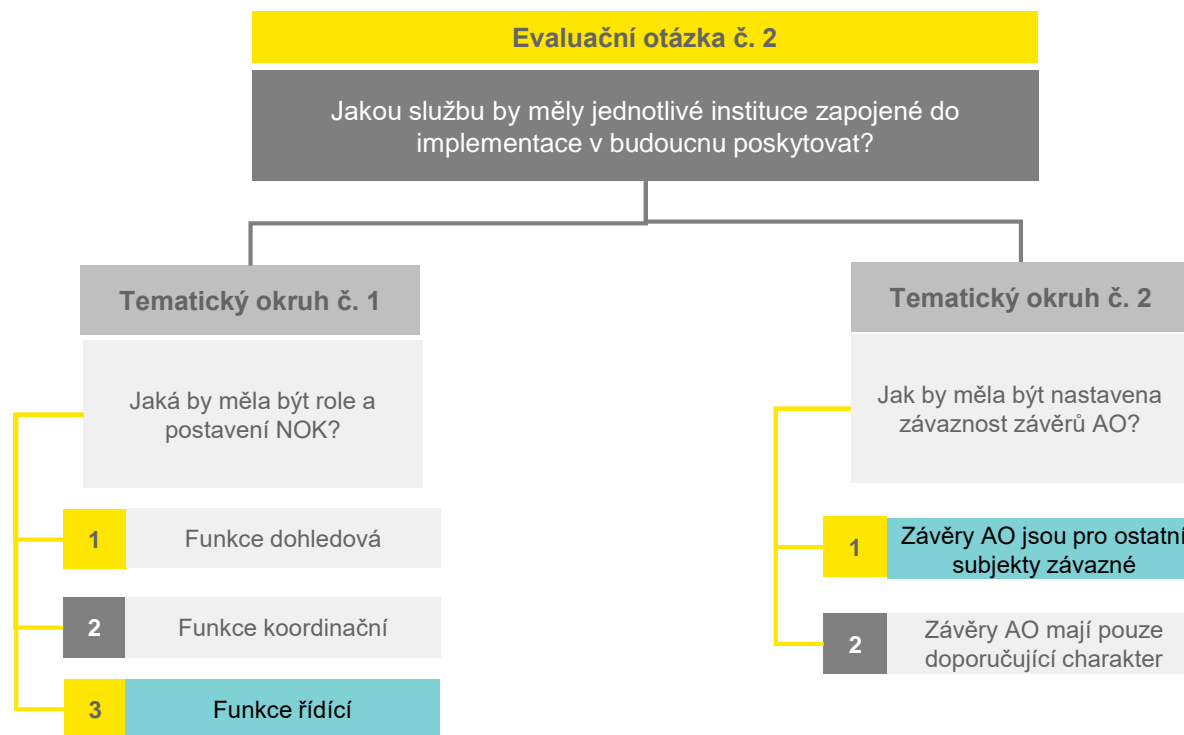 Evaluační otázka č. 2
Jakou službu by měly jednotlivé instituce zapojené do
implementace v budoucnu poskytovat?
Tematický okruh č. 1
Jaká by měla být role a
postavení NOK?
1
Funkce dohledová
2
Funkce koordinační
3
Funkce řídící
Tematický okruh č. 2
Jak by měla být nastavena
závaznost závěrů AO?
1
Závěry AO jsou pro ostatní
subjekty závazné
2
Závěry AO mají pouze
doporučující charakter